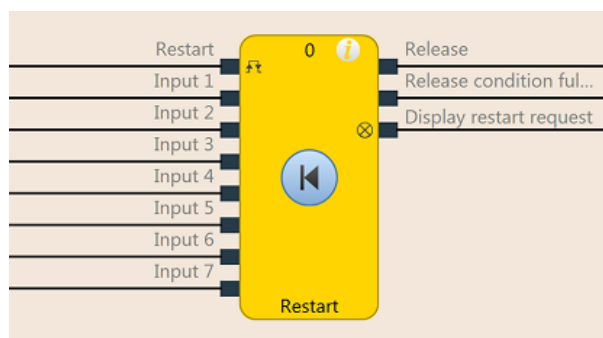 Restart
Input 1
Input 2
Input 3
Input 4
Input 5
Input 6
Input 7
0
i
Restart
Release
Release condition ful...
Display restart request